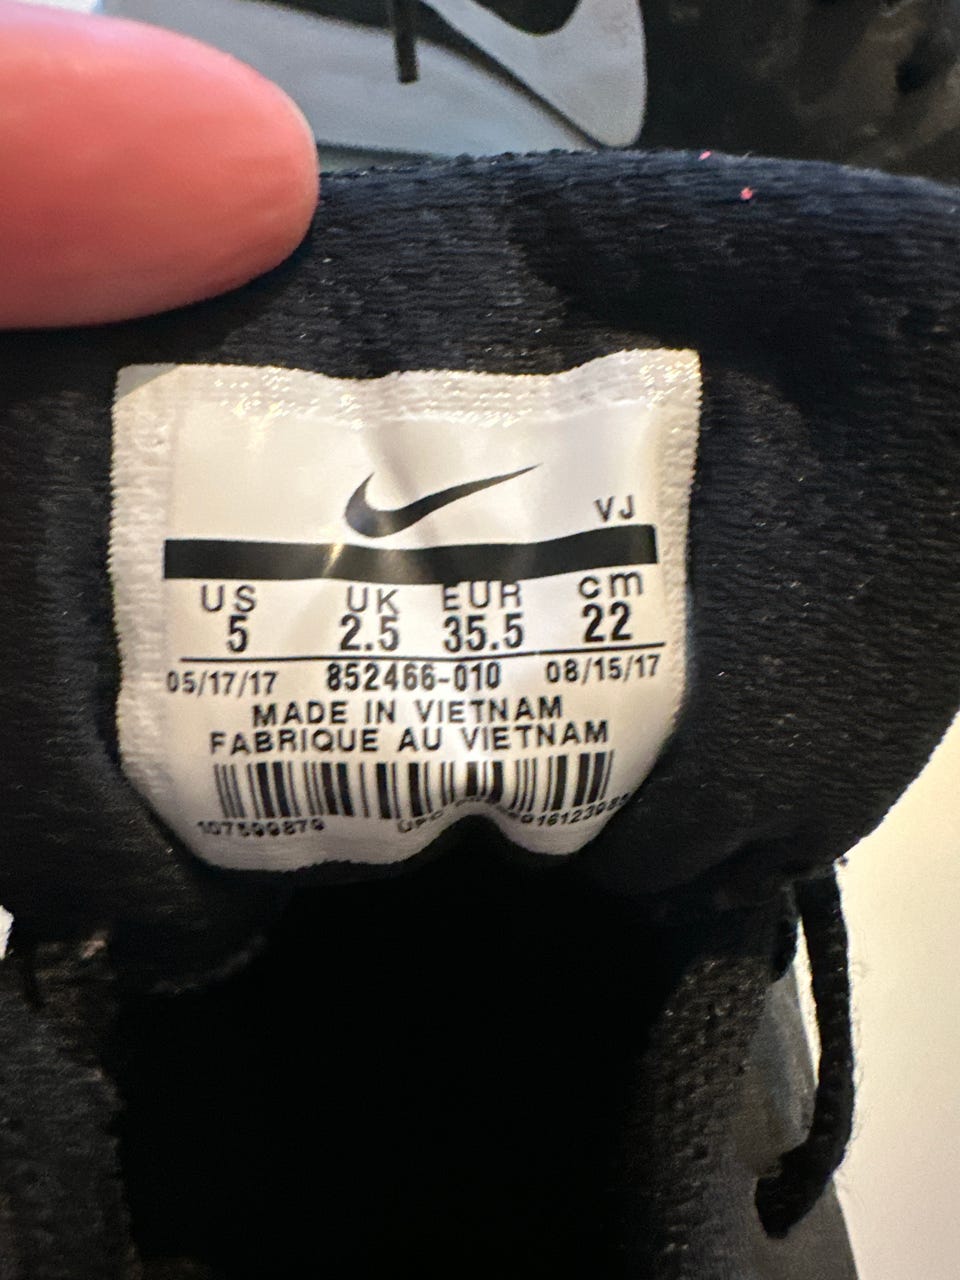 VJ
US UK EUR cm
5 2.5 35.5 22
05/17/17 852466-010 08/15/17
MADE IN VIETNAM
FABRIQUE AU VIETNAM
107599879